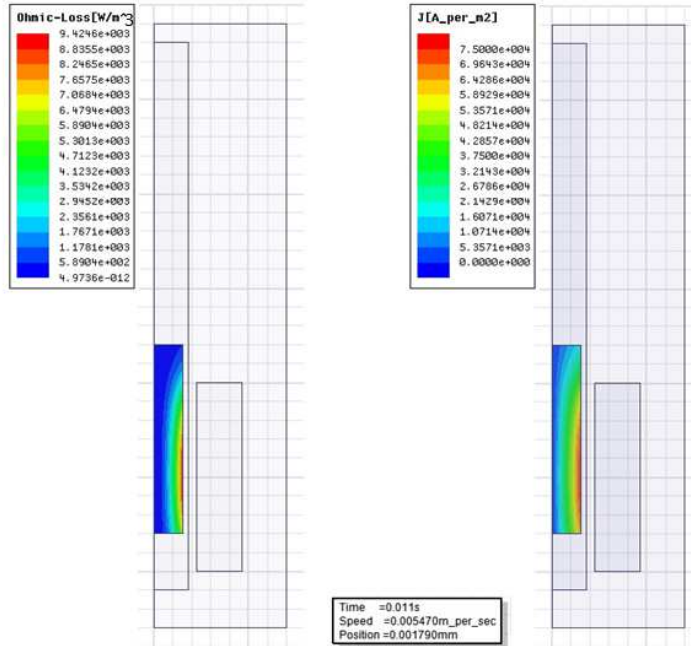 Ohmic-Loss[W/m^3
9.4246e+003
8.8355e+003
8.2465e+003
7.6575e+003
7.0684e+003
6.4794e+003
5.8904e+003
5.3013e+003
4.7123e+003
4.1232e+003
3.5342e+003
2.9452e+003
2.3561e+003
1.7671e+003
1.1781e+003
5.8904e+002
4.9736e-012
J[A_per_m2]
7.5000e+004
6.9643e+004
6.4286e+004
5.8929e+004
5.3571e+004
4.8214e+004
4.2857e+004
3.7500e+004
3.2143e+004
2.6786e+004
2.1429e+004
1.6071e+004
1.0714e+004
5.3571e+003
0.0000e+000
Time =0.011s
Speed =0.005470m_per_sec
Position =0.001790mm